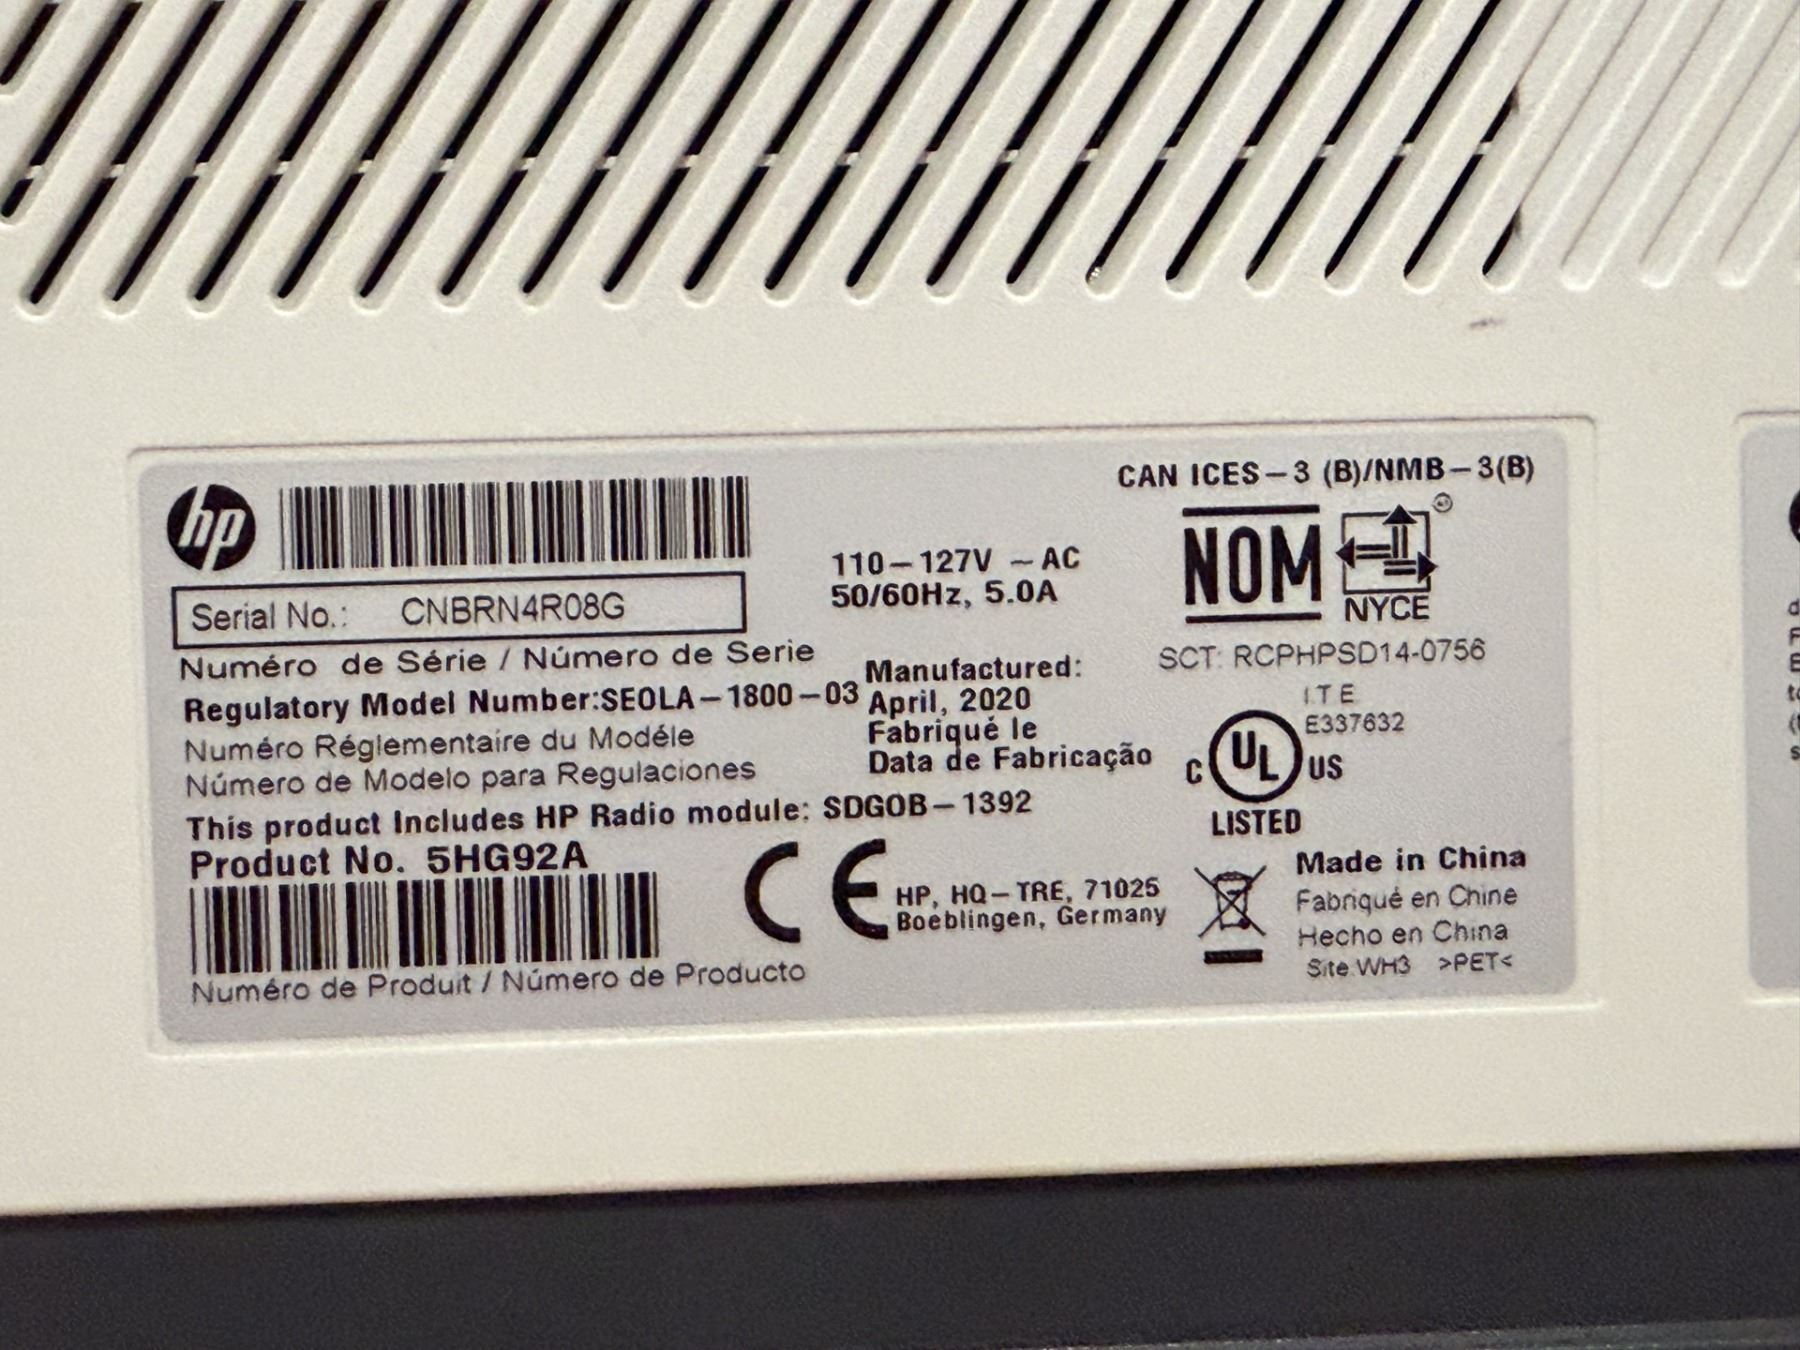 hp
Serial No.: CNBRN4R08G
Numéro de Série / Número de Serie
Regulatory Model Number:SEOLA-1800-03
Numéro Réglementaire du Modéle
Número de Modelo para Regulaciones
This product Includes HP Radio module: SDGOB-1392
Product No. 5HG92A
Numéro de Produit / Número de Producto
110-127V ~ AC
50/60Hz, 5.0A
Manufactured:
April, 2020
Fabriqué le
Data de Fabricação
CE
HP, HQ-TRE, 71025
Boeblingen, Germany
CAN ICES-3 (B)/NMB-3(B)
NOM
NYCE
SCT: RCPHPSD14-0756
I.T.E
E337632
C UL US
LISTED
Made in China
Fabriqué en Chine
Hecho en China
Site:WH3 >PET<